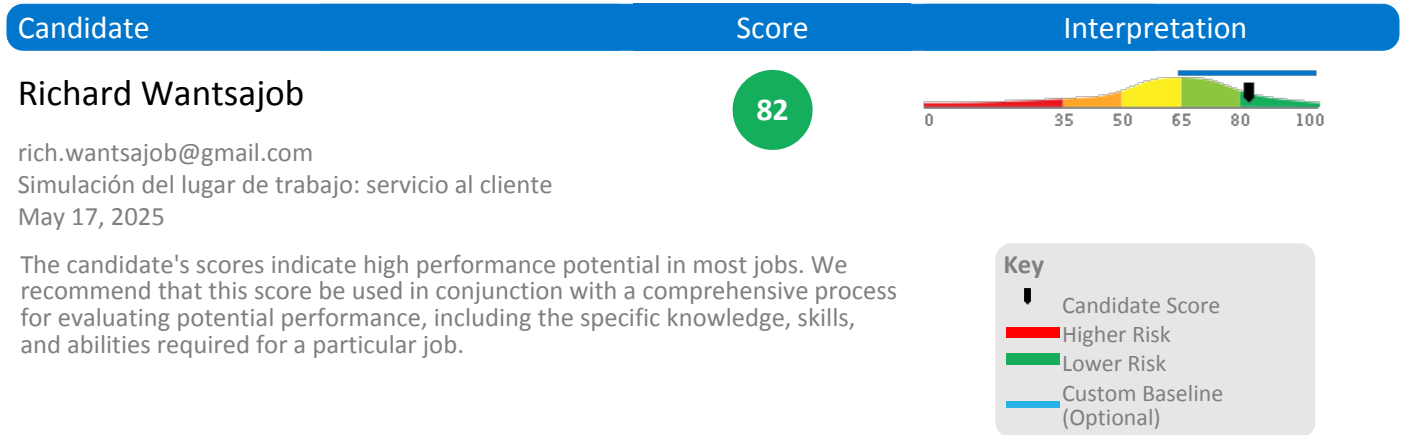 Candidate Score Interpretation
Richard Wantsajob
82
0 35 50 65 80 100
rich.wantsajob@gmail.com
Simulación del lugar de trabajo: servicio al cliente
May 17, 2025
The candidate's scores indicate high performance potential in most jobs. We
recommend that this score be used in conjunction with a comprehensive process
for evaluating potential performance, including the specific knowledge, skills,
and abilities required for a particular job.
Key
Candidate Score
Higher Risk
Lower Risk
Custom Baseline
(Optional)